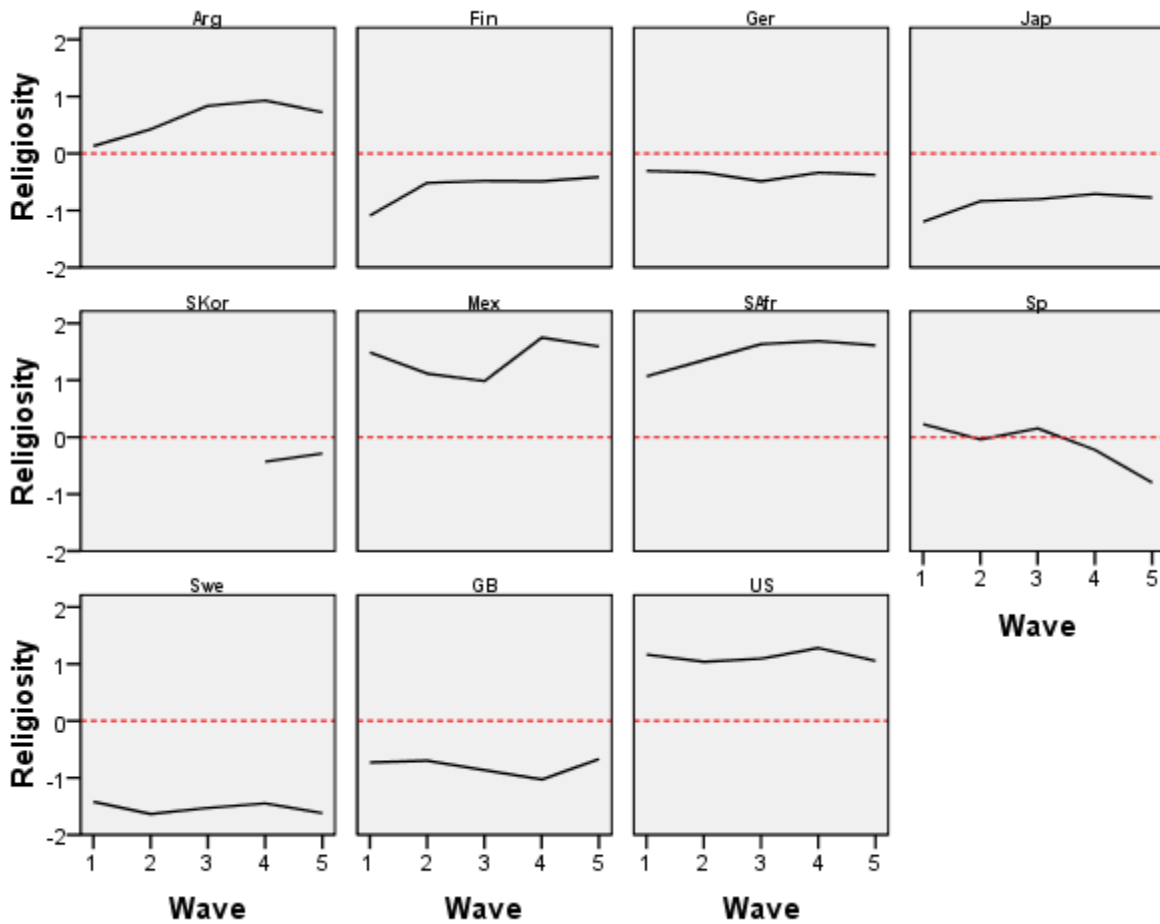 Arg Fin Ger Jap
Religiosity
2
1
0
-1
-2
SKor Mex SAfr Sp
Religiosity
2
1
0
-1
-2
1 2 3 4 5
Wave
Swe GB US
Religiosity
2
1
0
-1
-2
1 2 3 4 5 1 2 3 4 5 1 2 3 4 5
Wave Wave Wave